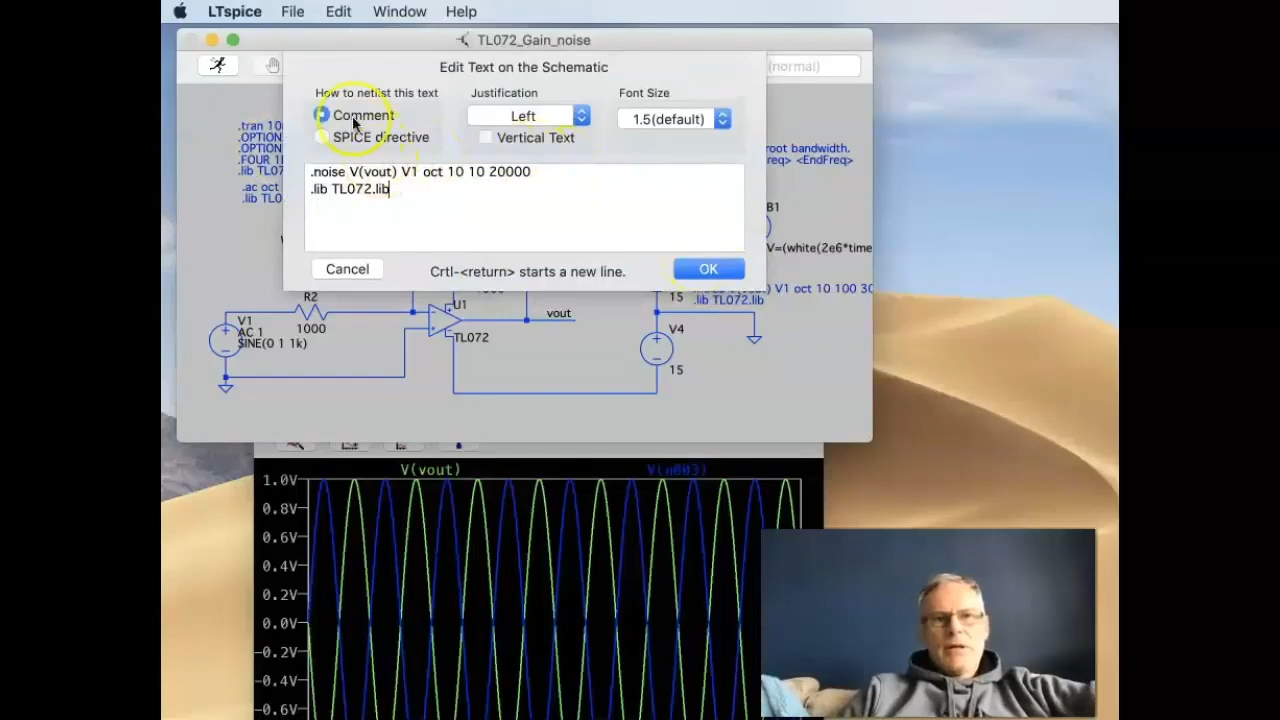 LTspice File Edit Window Help
TL072_Gain_noise
Edit Text on the Schematic
(normal)
How to netlist this text
Justification
Font Size
Comment
Left
1.5(default)
SPICE directive
Vertical Text
.noise V(vout) V1 oct 10 10 20000
.lib TL072.lib
Cancel
Crtl-<return> starts a new line.
OK
.tran 10
.OPTION
.OPTION
.FOUR 1
.lib TL07
.ac oct
.lib TL0
root bandwidth.
req> <EndFreq>
B1
V=(white(2e6*time
V1 oct 10 100 30
.lib TL072.lib
15
R2
1000
V1
AC 1
SINE(0 1 1k)
U1
TL072
vout
V4
15
V(vout)
V(n003)
1.0V
0.8V
0.6V
0.4V
0.2V
0.0V
-0.2V
-0.4V
-0.6V